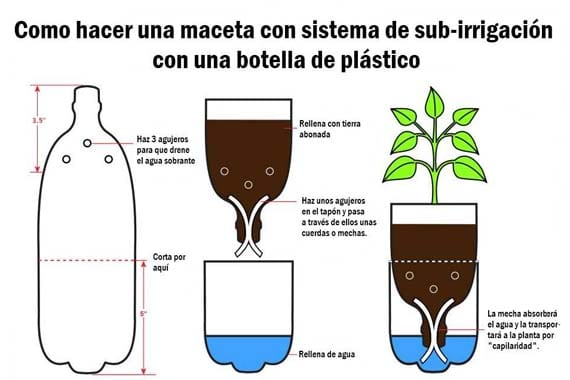 Como hacer una maceta con sistema de sub-irrigación
con una botella de plástico
3.5"
Haz 3 agujeros
para que drene
el agua sobrante
Corta por
aquí
5"
Rellena con tierra
abonada
Haz unos agujeros
en el tapón y pasa
a través de ellos unas
cuerdas o mechas.
Rellena de agua
La mecha absorberá
el agua y la transpor-
tará a la planta por
"capilaridad".